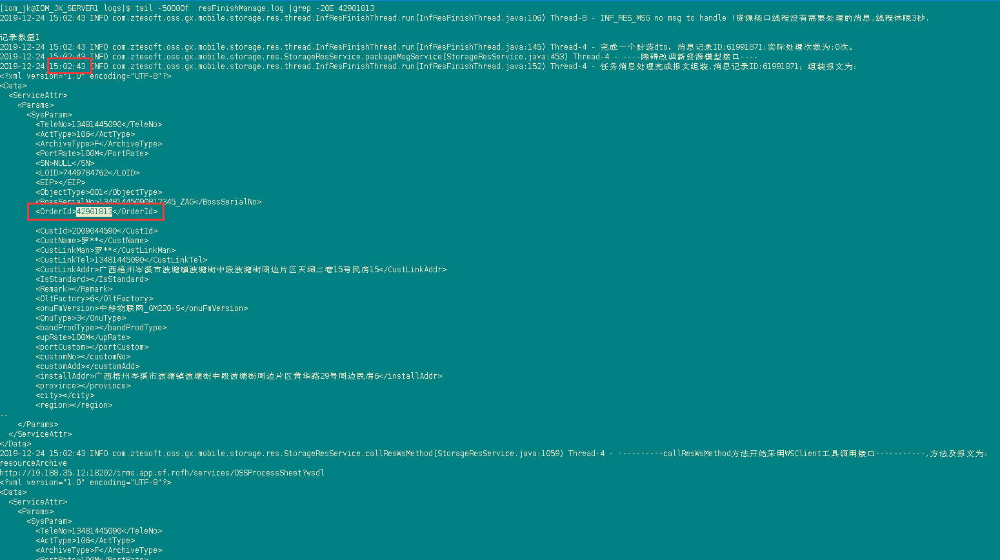 [iom_jk@IOM_JK_SERVER1 logs]$ tail -50000f  resFinishManage.log |grep -20E 42901813
2019-12-24 15:02:43 INFO com.ztesoft.oss.gx.mobile.storage.res.thread.InfResFinishThread.run(InfResFinishThread.java:106) Thread-8 - INF_RES_MSG no msg to handle !资源接口线程没有需要处理的消息,线程休眠3秒.
记录数量1
2019-12-24 15:02:43 INFO com.ztesoft.oss.gx.mobile.storage.res.thread.InfResFinishThread.run(InfResFinishThread.java:145) Thread-4 - 完成一个封装dto，消息记录ID:61991871;实际处理次数为:0次。
2019-12-24 15:02:43 INFO com.ztesoft.oss.gx.mobile.storage.res.StorageResService.packageMsgService(StorageResService.java:453) Thread-4 - ----障碍改调新资源模型接口----
2019-12-24 15:02:43 INFO com.ztesoft.oss.gx.mobile.storage.res.thread.InfResFinishThread.run(InfResFinishThread.java:152) Thread-4 - 任务消息处理完成报文组装,消息记录ID:61991871；组装报文为：
<?xml version="1.0" encoding="UTF-8"?>
<Data>
  <ServiceAttr>
    <Params>
      <SysParam>
        <TeleNo>13481445090</TeleNo>
        <ActType>106</ActType>
        <ArchiveType>F</ArchiveType>
        <PortRate>100M</PortRate>
        <SN>NULL</SN>
        <LOID>7449784762</LOID>
        <EIP></EIP>
        <ObjectType>001</ObjectType>
        <BossSerialNo>13481445090812345_ZAG</BossSerialNo>
        <OrderId>42901813</OrderId>
        <CustId>2009044590</CustId>
        <CustName>罗**</CustName>
        <CustLinkMan>罗**</CustLinkMan>
        <CustLinkTel>13481445090</CustLinkTel>
        <CustLinkAddr>广西梧州岑溪市波塘镇波塘街中段波塘街周边片区天垌二巷15号民房15</CustLinkAddr>
        <IsStandard></IsStandard>
        <Remark></Remark>
        <OltFactory>6</OltFactory>
        <onuFmVersion>中移物联网_GM220-S</onuFmVersion>
        <OnuType>3</OnuType>
        <bandProdType></bandProdType>
        <upRate>100M</upRate>
        <portCustom></portCustom>
        <customNo></customNo>
        <customAdd></customAdd>
        <installAddr>广西梧州岑溪市波塘镇波塘街中段波塘街周边片区黄华路29号周边民房6</installAddr>
        <province></province>
        <city></city>
        <region></region>
--
    </Params>
  </ServiceAttr>
</Data>
2019-12-24 15:02:43 INFO com.ztesoft.oss.gx.mobile.storage.res.StorageResService.callResWsMethod(StorageResService.java:1059) Thread-4 - ----------callResWsMethod方法开始采用WSClient工具调用接口-----------,方法及报文为：
resourceArchive
http://10.188.35.12:18202/irms.app.sf.rofh/services/OSSProcessSheet?wsdl
<?xml version="1.0" encoding="UTF-8"?>
<Data>
  <ServiceAttr>
    <Params>
      <SysParam>
        <TeleNo>13481445090</TeleNo>
        <ActType>106</ActType>
        <ArchiveType>F</ArchiveType>
        <PortRate>100M</PortRate>